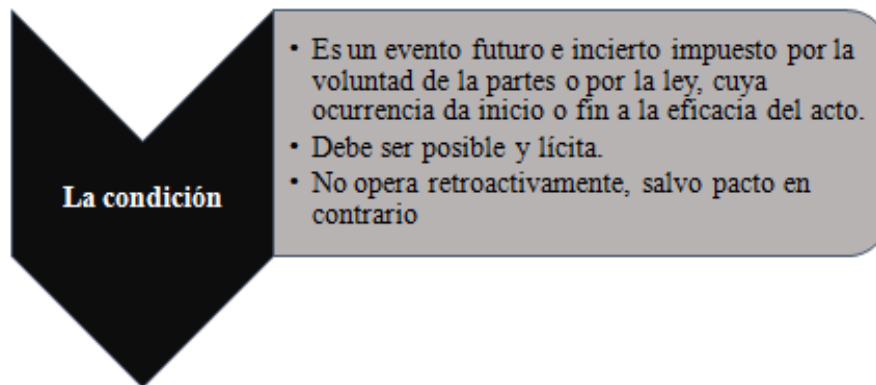 La condición
• Es un evento futuro e incierto impuesto por la
voluntad de la partes o por la ley, cuya
ocurrencia da inicio o fin a la eficacia del acto.
• Debe ser posible y lícita.
• No opera retroactivamente, salvo pacto en
contrario